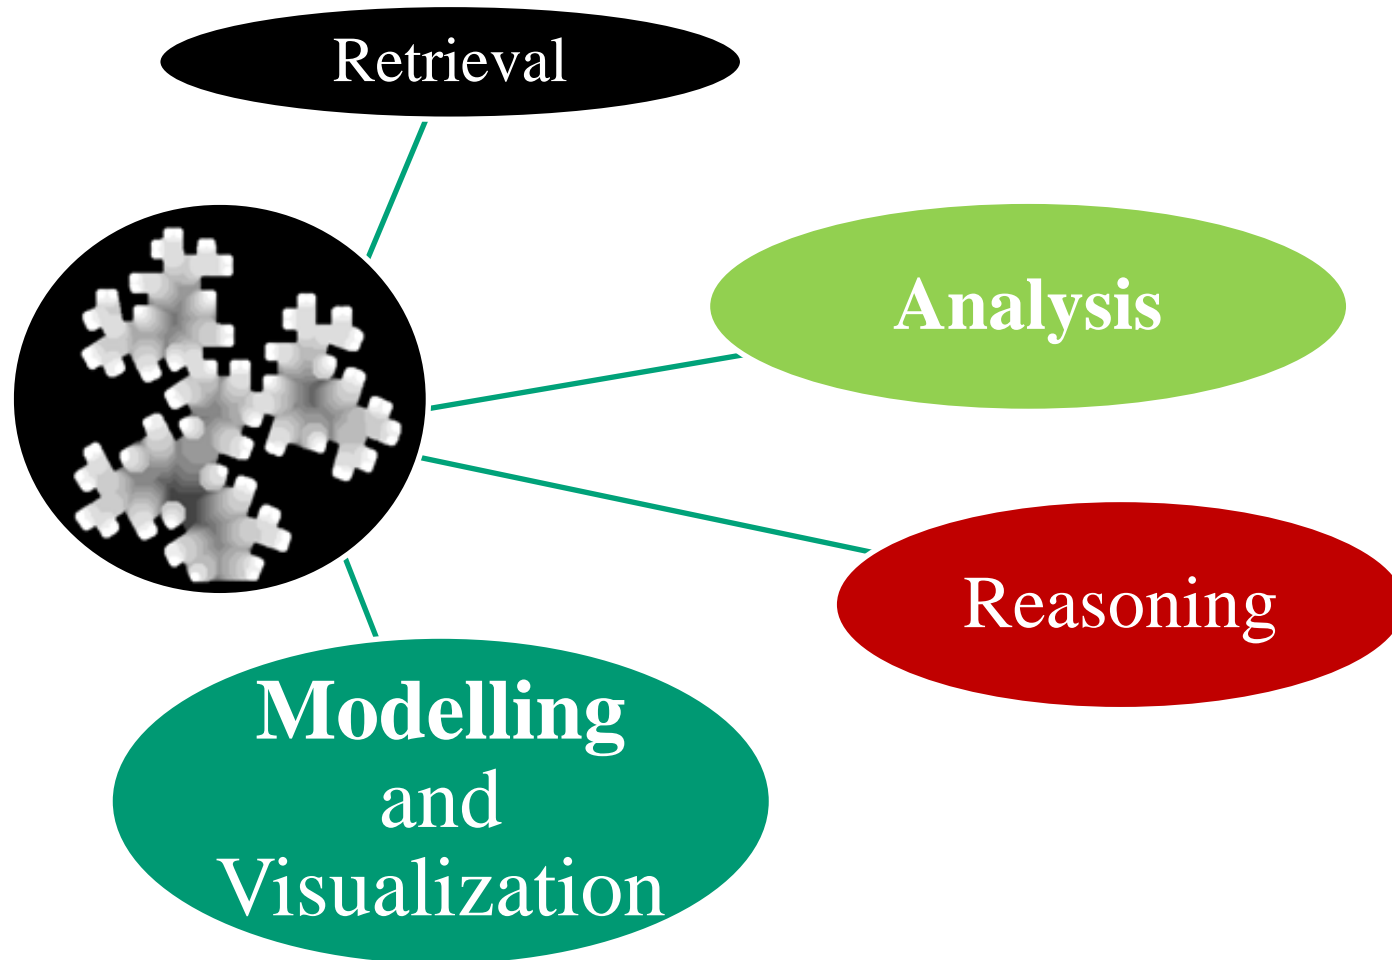 Retrieval
Analysis
Reasoning
Modelling
and
Visualization